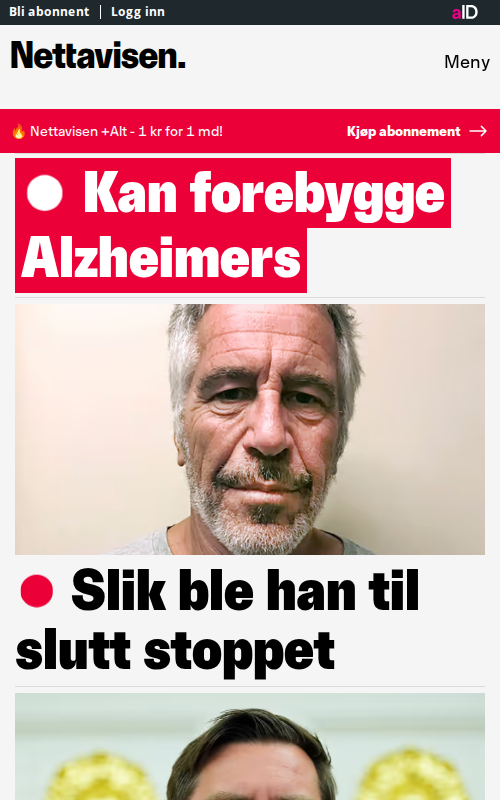 Bli abonnent | Logg inn
aID
Nettavisen.
Meny
🔥 Nettavisen +Alt - 1 kr for 1 md!
Kjøp abonnement →
Kan forebygge
Alzheimers
Slik ble han til
slutt stoppet